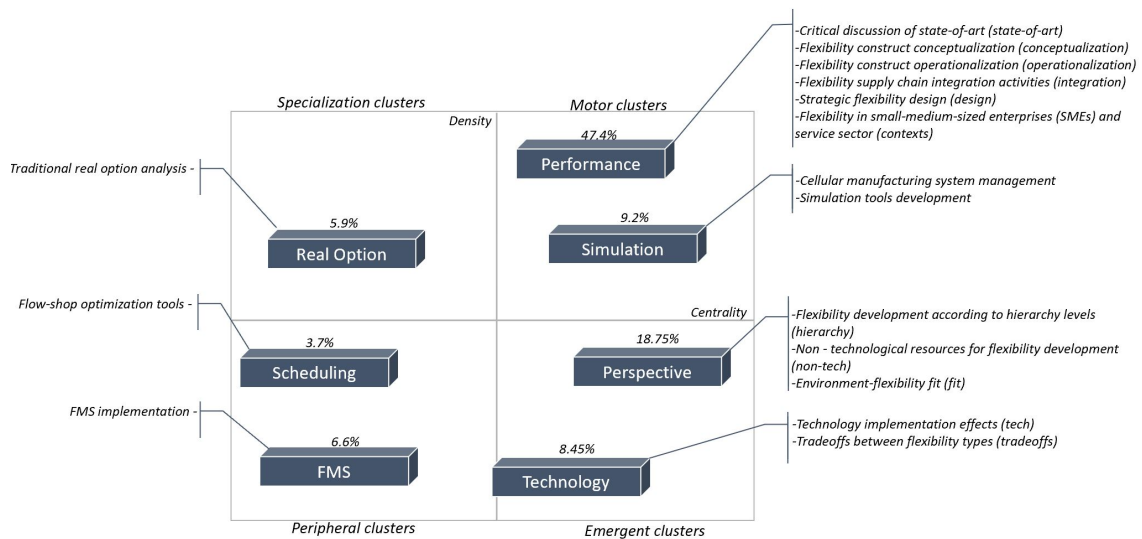 -Critical discussion of state-of-art (state-of-art)
-Flexibility construct conceptualization (conceptualization)
-Flexibility construct operationalization (operationalization)
-Flexibility supply chain integration activities (integration)
-Strategic flexibility design (design)
-Flexibility in small-medium-sized enterprises (SMEs) and
service sector (contexts)
Specialization clusters
Motor clusters
Density
47.4%
Performance
Traditional real option analysis -
-Cellular manufacturing system management
-Simulation tools development
5.9%
Real Option
9.2%
Simulation
Flow-shop optimization tools -
Centrality
-Flexibility development according to hierarchy levels
(hierarchy)
-Non - technological resources for flexibility development
(non-tech)
-Environment-flexibility fit (fit)
3.7%
Scheduling
18.75%
Perspective
FMS implementation -
-Technology implementation effects (tech)
-Tradeoffs between flexibility types (tradeoffs)
6.6%
FMS
8.45%
Technology
Peripheral clusters
Emergent clusters